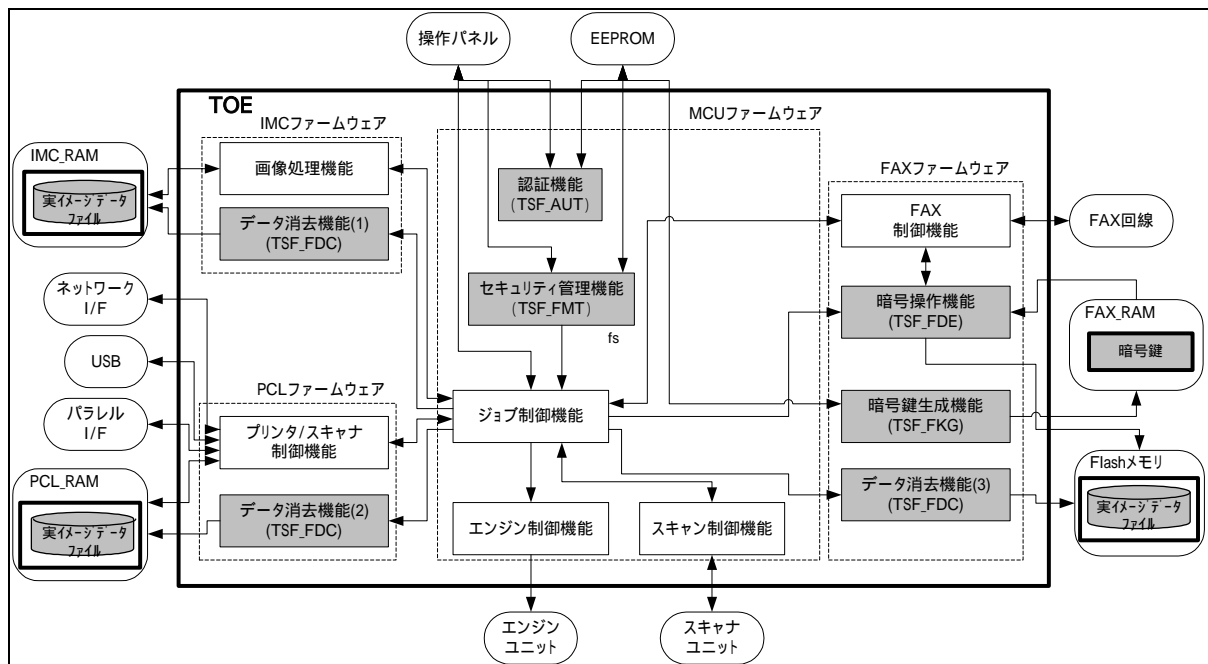 操作パネル
EEPROM
TOE
IMCファームウェア
MCUファームウェア
IMC_RAM
実イメージデータ
ファイル
画像処理機能
データ消去機能(1)
(TSF_FDC)
認証機能
(TSF_AUT)
FAXファームウェア
FAX
制御機能
FAX回線
ネットワーク
I/F
セキュリティ管理機能
(TSF_FMT)
fs
暗号操作機能
(TSF_FDE)
FAX_RAM
暗号鍵
USB
パラレル
I/F
PCLファームウェア
プリンタ/スキャナ
制御機能
ジョブ制御機能
暗号鍵生成機能
(TSF_FKG)
PCL_RAM
実イメージデータ
ファイル
データ消去機能(2)
(TSF_FDC)
エンジン制御機能
スキャン制御機能
データ消去機能(3)
(TSF_FDC)
Flashメモリ
実イメージデータ
ファイル
エンジン
ユニット
スキャナ
ユニット